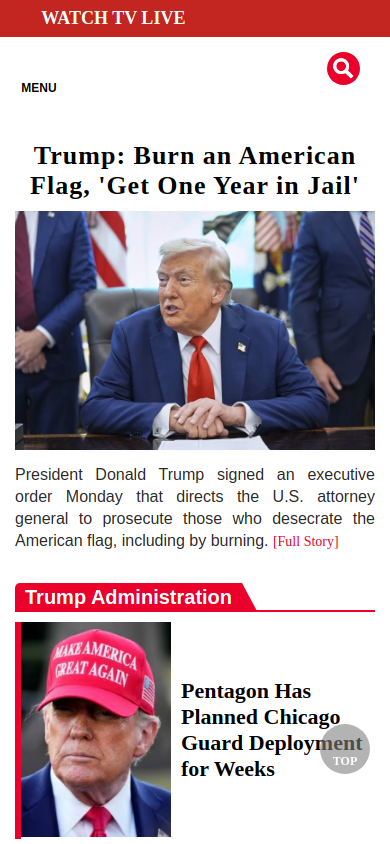 WATCH TV LIVE
MENU
Trump: Burn an American
Flag, 'Get One Year in Jail'
President Donald Trump signed an executive
order Monday that directs the U.S. attorney
general to prosecute those who desecrate the
American flag, including by burning. [Full Story]
Trump Administration
MAKE AMERICA
GREAT AGAIN
Pentagon Has
Planned Chicago
Guard Deployment
for Weeks
TOP